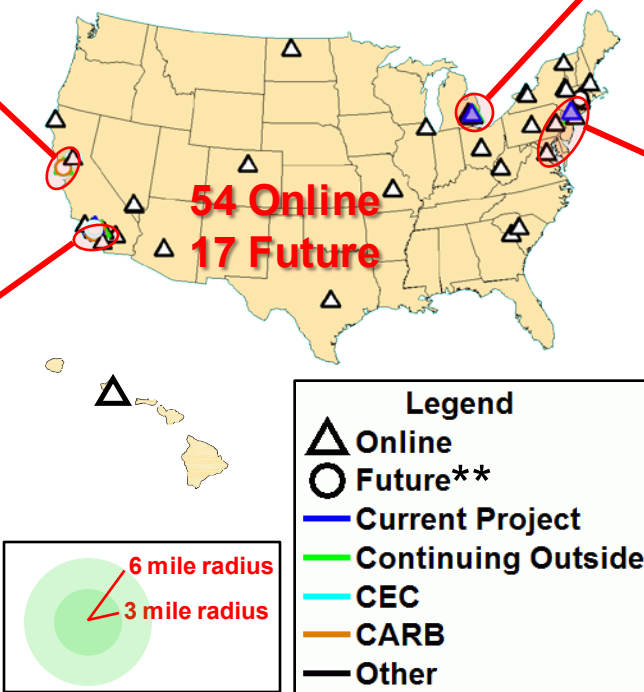 54 Online
17 Future
Legend
Online
Future**
Current Project
Continuing Outside
CEC
CARB
Other
6 mile radius
3 mile radius